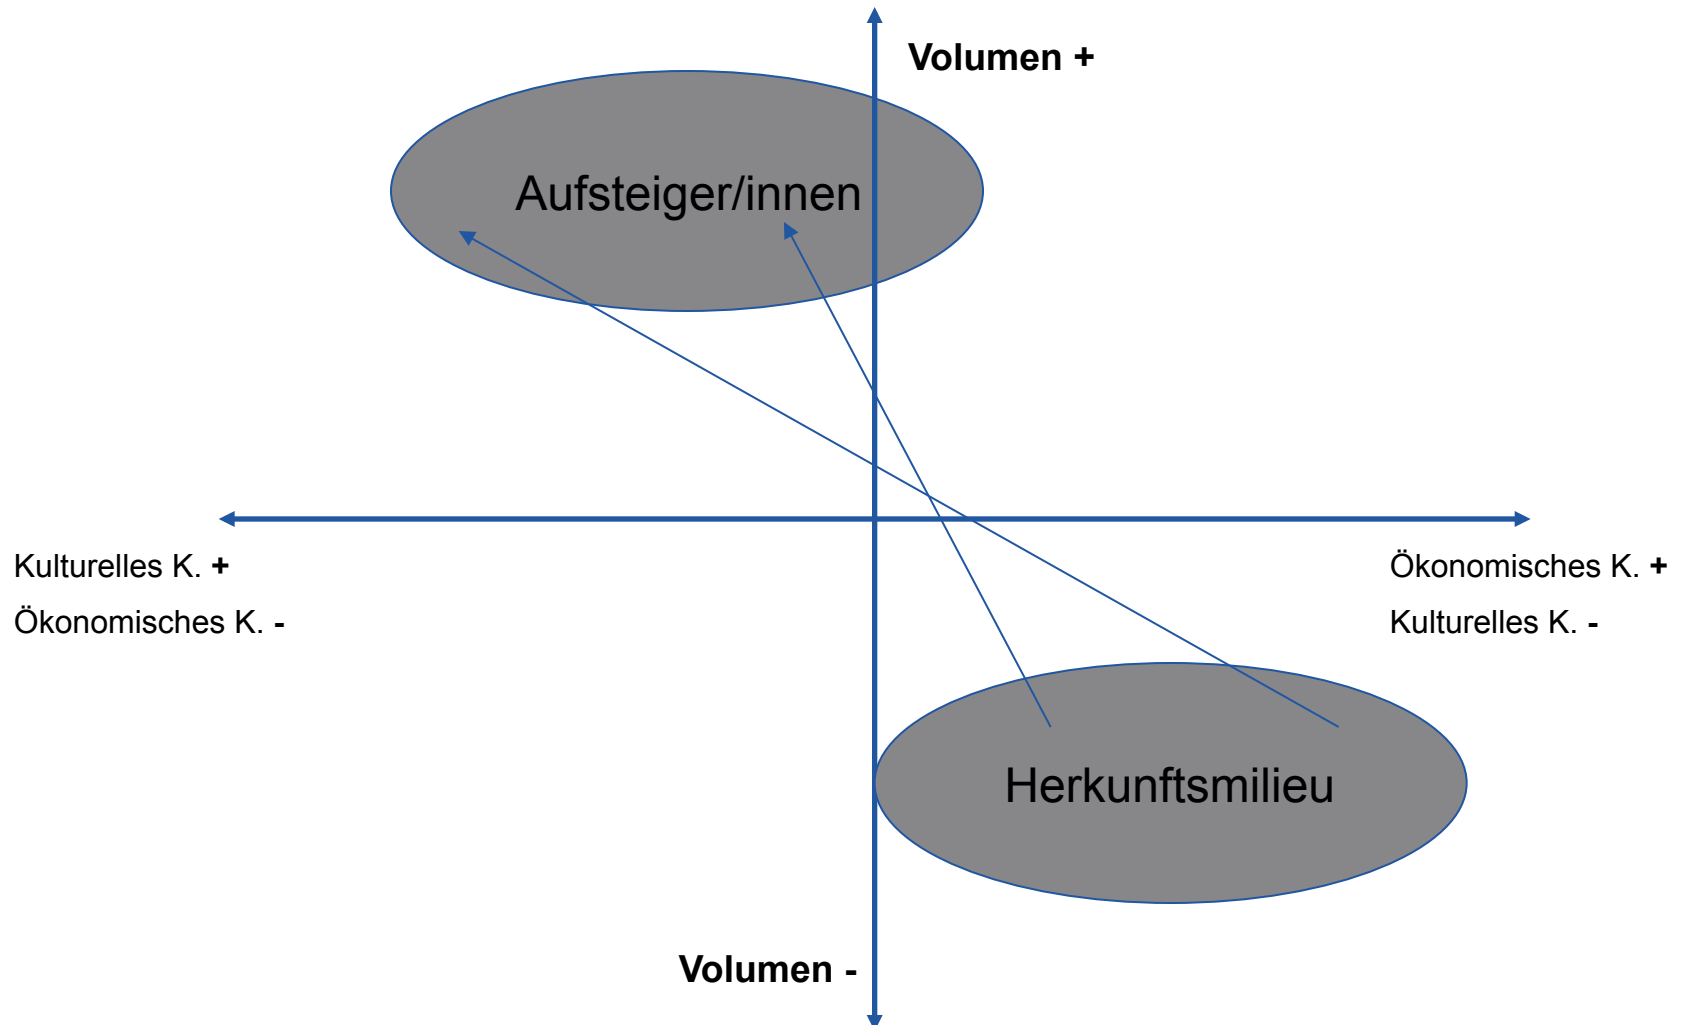 Volumen +
Aufsteiger/innen
Kulturelles K. +
Ökonomisches K. -
Ökonomisches K. +
Kulturelles K. -
Herkunftsmilieu
Volumen -